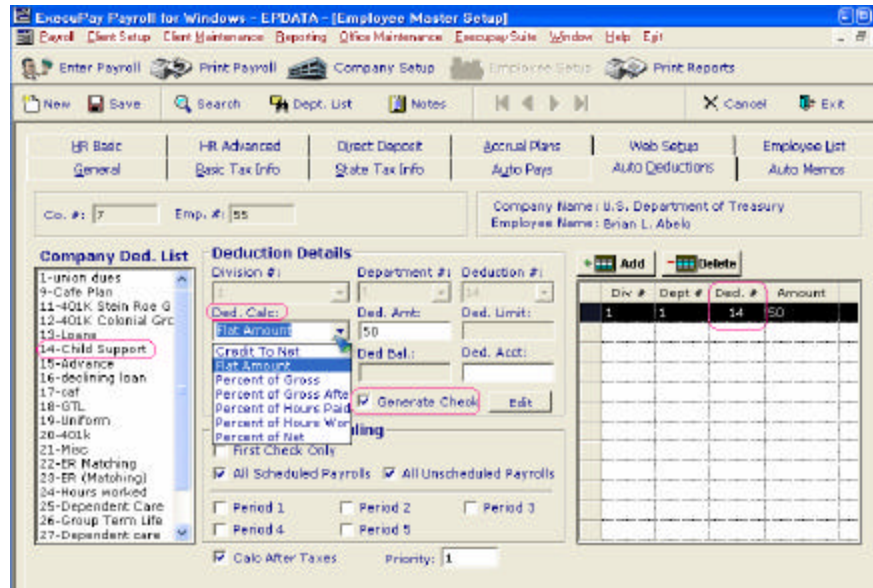 ExecuPay Payroll for Windows - EPDATA - [Employee Master Setup]
Payroll Client Setup Client Maintenance Reporting Office Maintenance Execupay Suite Window Help Exit
Enter Payroll Print Payroll Company Setup Employee Setup Print Reports
New Save Search Dept. List Notes Cancel Exit
HR Basic HR Advanced Direct Deposit Accrual Plans Web Setup Employee List
General Basic Tax Info State Tax Info Auto Pays Auto Deductions Auto Memos
Co. #: 7 Emp. #: 55
Company Name: U.S. Department of Treasury
Employee Name: Brian L. Abelo
Company Ded. List
1-union dues
9-Cafe Plan
11-401K Stein Roe G
12-401K Colonial Grc
13-Loans
14-Child Support
15-Advance
16-declining loan
17-caf
18-GTL
19-Uniform
20-401k
21-Misc
22-ER Matching
23-ER (Matching)
24-Hours worked
25-Dependent Care
26-Group Term Life
27-Dependent care
Deduction Details
Division #: Department #: Deduction #:
1 1 14
Ded. Calc: Ded. Amt: Ded. Limit:
Flat Amount 50
Ded Bal.: Ded. Acct:
Credit To Net
Flat Amount
Percent of Gross
Percent of Gross Afte
Percent of Hours Paid
Percent of Hours Wor
Percent of Net
Generate Check Edit
ling
First Check Only
All Scheduled Payrolls All Unscheduled Payrolls
Period 1 Period 2 Period 3
Period 4 Period 5
Calc After Taxes Priority: 1
Add Delete
Div # Dept # Ded. # Amount
1 1 14 50